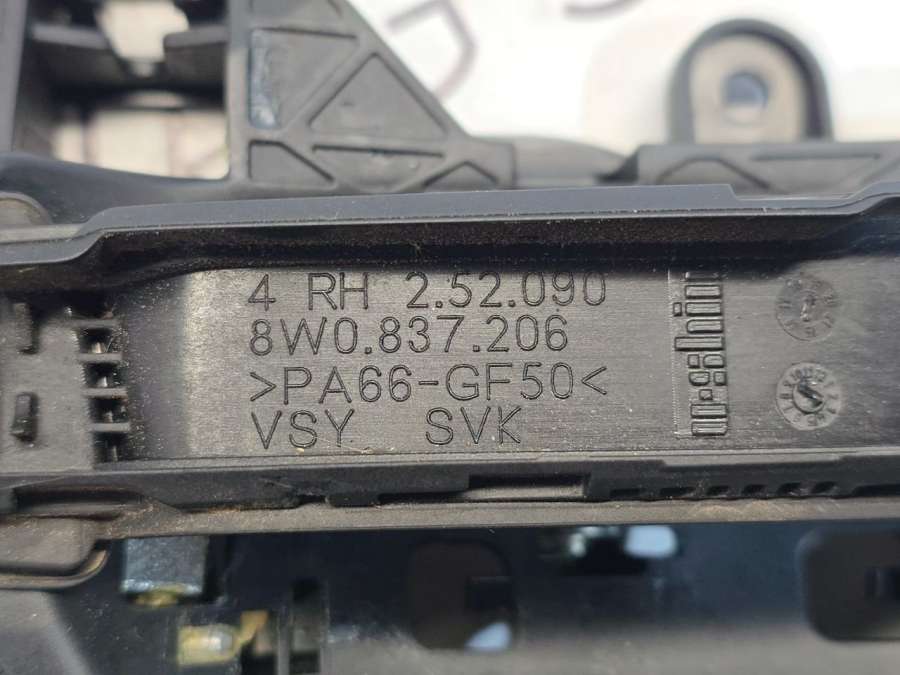 4 RH 2.52.090
8W0.837.206
>PA66-GF50<
VSY SVK